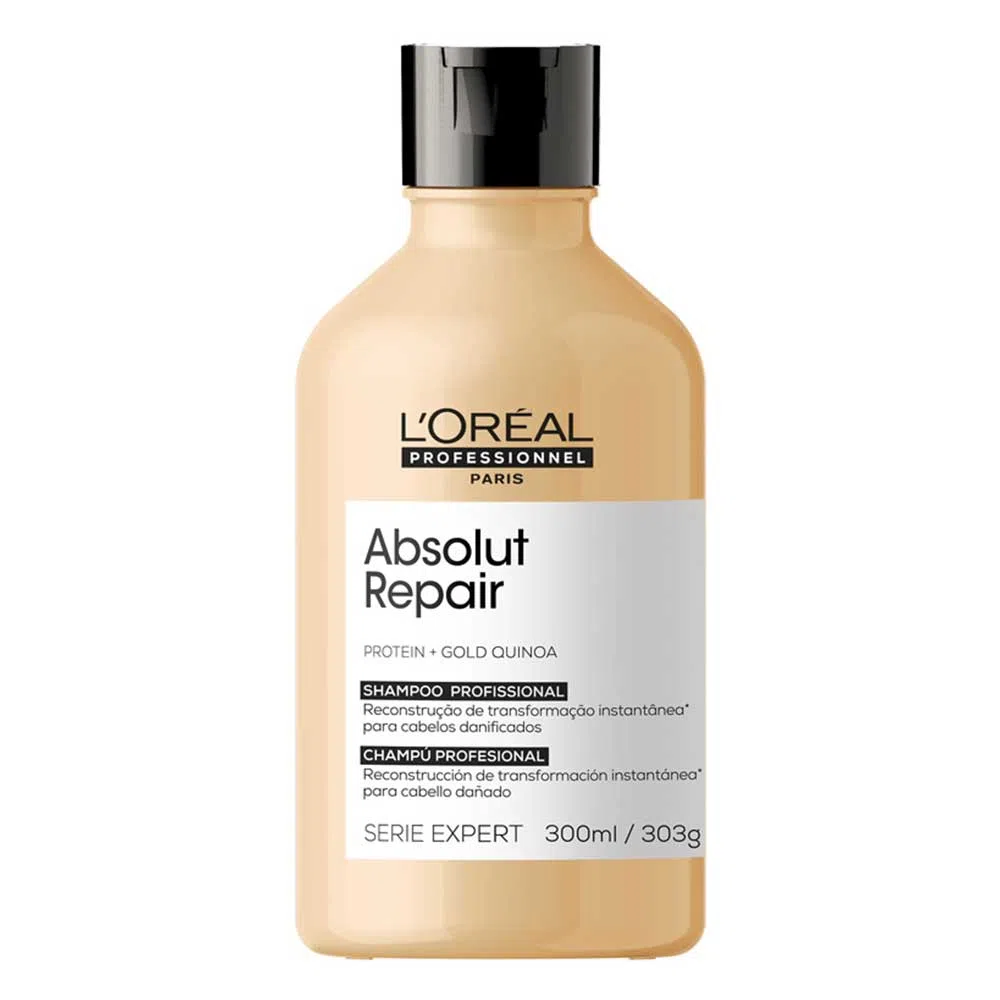 L'ORÉAL
PROFESSIONNEL
PARIS
Absolut
Repair
PROTEIN + GOLD QUINOA
SHAMPOO PROFISSIONAL
Reconstrução de transformação instantânea*
para cabelos danificados
CHAMPÚ PROFESIONAL
Reconstrucción de transformación instantánea*
para cabello dañado
SERIE EXPERT 300ml / 303g